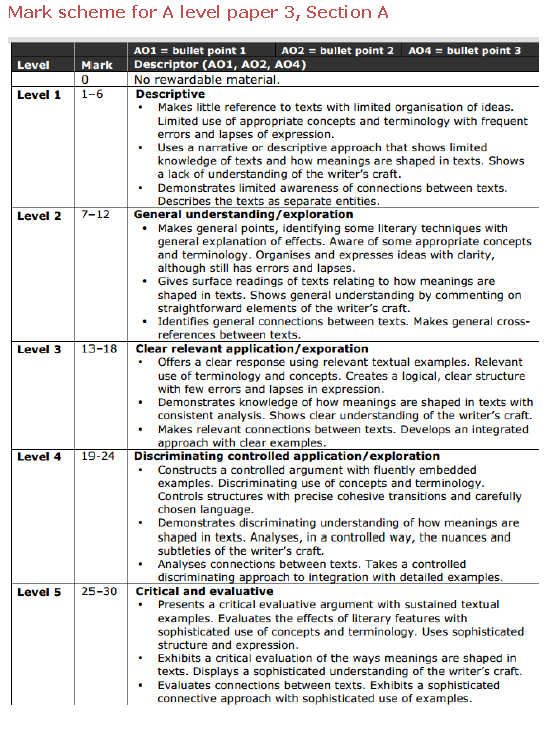 Mark scheme for A level paper 3, Section A
AO1 = bullet point 1 AO2 = bullet point 2 AO4 = bullet point 3
Level Mark Descriptor (AO1, AO2, AO4)
0 No rewardable material.
Level 1 1–6 Descriptive
• Makes little reference to texts with limited organisation of ideas.
Limited use of appropriate concepts and terminology with frequent
errors and lapses of expression.
• Uses a narrative or descriptive approach that shows limited
knowledge of texts and how meanings are shaped in texts. Shows
a lack of understanding of the writer's craft.
• Demonstrates limited awareness of connections between texts.
Describes the texts as separate entities.
Level 2 7–12 General understanding/exploration
• Makes general points, identifying some literary techniques with
general explanation of effects. Aware of some appropriate concepts
and terminology. Organises and expresses ideas with clarity,
although still has errors and lapses.
• Gives surface readings of texts relating to how meanings are
shaped in texts. Shows general understanding by commenting on
straightforward elements of the writer's craft.
• Identifies general connections between texts. Makes general cross-
references between texts.
Level 3 13–18 Clear relevant application/exporation
• Offers a clear response using relevant textual examples. Relevant
use of terminology and concepts. Creates a logical, clear structure
with few errors and lapses in expression.
• Demonstrates knowledge of how meanings are shaped in texts with
consistent analysis. Shows clear understanding of the writer's craft.
• Makes relevant connections between texts. Develops an integrated
approach with clear examples.
Level 4 19-24 Discriminating controlled application/exploration
• Constructs a controlled argument with fluently embedded
examples. Discriminating use of concepts and terminology.
Controls structures with precise cohesive transitions and carefully
chosen language.
• Demonstrates discriminating understanding of how meanings are
shaped in texts. Analyses, in a controlled way, the nuances and
subtleties of the writer's craft.
• Analyses connections between texts. Takes a controlled
discriminating approach to integration with detailed examples.
Level 5 25–30 Critical and evaluative
• Presents a critical evaluative argument with sustained textual
examples. Evaluates the effects of literary features with
sophisticated use of concepts and terminology. Uses sophisticated
structure and expression.
• Exhibits a critical evaluation of the ways meanings are shaped in
texts. Displays a sophisticated understanding of the writer's craft.
• Evaluates connections between texts. Exhibits a sophisticated
connective approach with sophisticated use of examples.